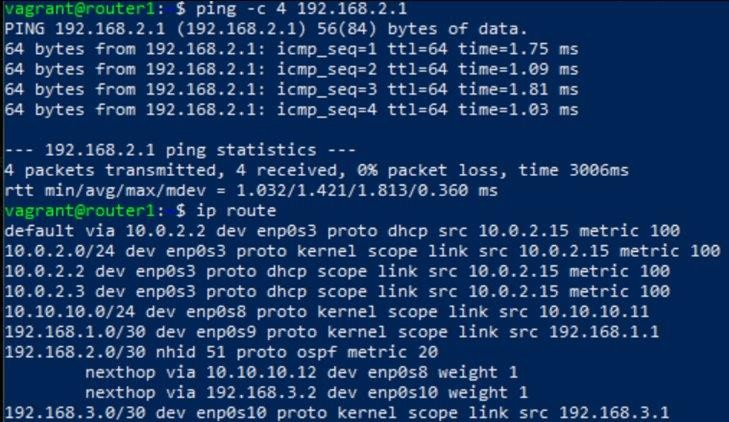 vagrant@router1:~$ ping -c 4 192.168.2.1
PING 192.168.2.1 (192.168.2.1) 56(84) bytes of data.
64 bytes from 192.168.2.1: icmp_seq=1 ttl=64 time=1.75 ms
64 bytes from 192.168.2.1: icmp_seq=2 ttl=64 time=1.09 ms
64 bytes from 192.168.2.1: icmp_seq=3 ttl=64 time=1.81 ms
64 bytes from 192.168.2.1: icmp_seq=4 ttl=64 time=1.03 ms
--- 192.168.2.1 ping statistics ---
4 packets transmitted, 4 received, 0% packet loss, time 3006ms
rtt min/avg/max/mdev = 1.032/1.421/1.813/0.360 ms
vagrant@router1:~$ ip route
default via 10.0.2.2 dev enp0s3 proto dhcp src 10.0.2.15 metric 100
10.0.2.0/24 dev enp0s3 proto kernel scope link src 10.0.2.15 metric 100
10.0.2.2 dev enp0s3 proto dhcp scope link src 10.0.2.15 metric 100
10.0.2.3 dev enp0s3 proto dhcp scope link src 10.0.2.15 metric 100
10.10.10.0/24 dev enp0s8 proto kernel scope link src 10.10.10.11
192.168.1.0/30 dev enp0s9 proto kernel scope link src 192.168.1.1
192.168.2.0/30 nhid 51 proto ospf metric 20
nexthop via 10.10.10.12 dev enp0s8 weight 1
nexthop via 192.168.3.2 dev enp0s10 weight 1
192.168.3.0/30 dev enp0s10 proto kernel scope link src 192.168.3.1